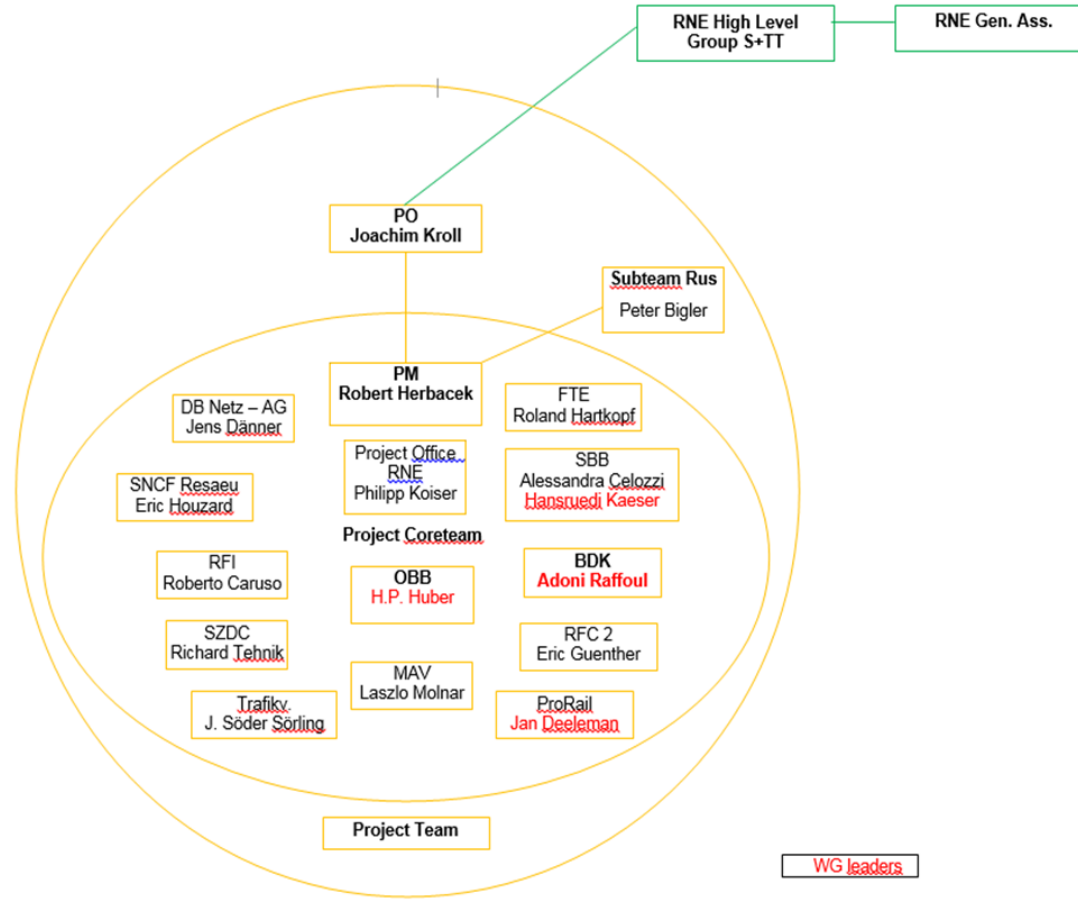 RNE High Level
Group S+TT
RNE Gen. Ass.
PO
Joachim Kroll
Subteam Rus
Peter Bigler
PM
Robert Herbacek
DB Netz – AG
Jens Dänner
FTE
Roland Hartkopf
Project Office
RNE
Philipp Koiser
SBB
Alessandra Celozzi
Hansruedi Kaeser
SNCF Resaeu
Eric Houzard
Project Coreteam
RFI
Roberto Caruso
OBB
H.P. Huber
BDK
Adoni Raffoul
SZDC
Richard Tehnik
RFC 2
Eric Guenther
MAV
Laszlo Molnar
Trafikv.
J. Söder Sörling
ProRail
Jan Deeleman
Project Team
WG leaders